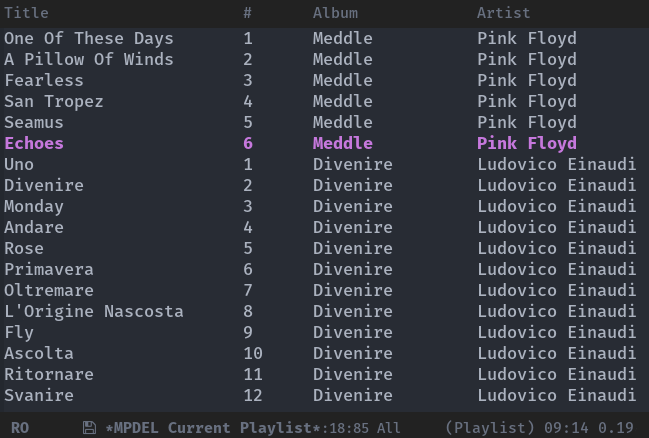 Title # Album Artist
One Of These Days 1 Meddle Pink Floyd
A Pillow Of Winds 2 Meddle Pink Floyd
Fearless 3 Meddle Pink Floyd
San Tropez 4 Meddle Pink Floyd
Seamus 5 Meddle Pink Floyd
Echoes 6 Meddle Pink Floyd
Uno 1 Divenire Ludovico Einaudi
Divenire 2 Divenire Ludovico Einaudi
Monday 3 Divenire Ludovico Einaudi
Andare 4 Divenire Ludovico Einaudi
Rose 5 Divenire Ludovico Einaudi
Primavera 6 Divenire Ludovico Einaudi
Oltremare 7 Divenire Ludovico Einaudi
L'Origine Nascosta 8 Divenire Ludovico Einaudi
Fly 9 Divenire Ludovico Einaudi
Ascolta 10 Divenire Ludovico Einaudi
Ritornare 11 Divenire Ludovico Einaudi
Svanire 12 Divenire Ludovico Einaudi
RO *MPDEL Current Playlist*:18:85 All (Playlist) 09:14 0.19